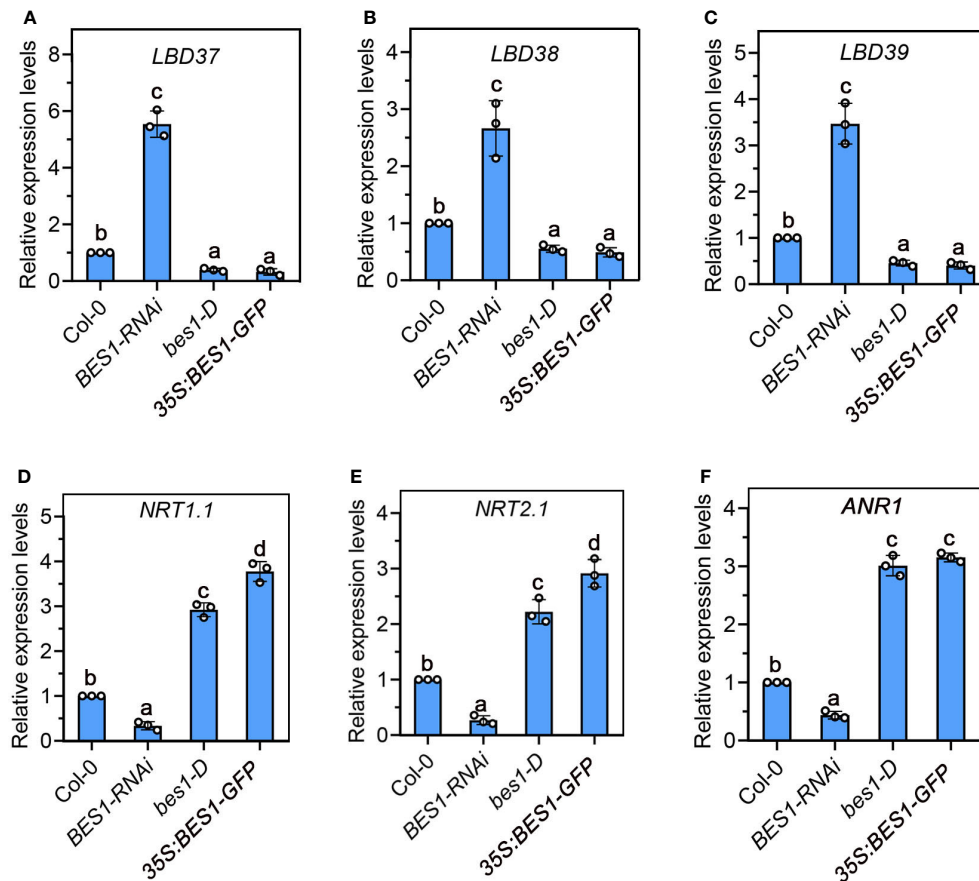 A
Relative expression levels
LBD37
8
6
4
2
0
b
c
a
a
Col-0
BES1-RNAi
bes1-D
35S:BES1-GFP
B
Relative expression levels
LBD38
4
3
2
1
0
b
c
a
a
Col-0
BES1-RNAi
bes1-D
35S:BES1-GFP
C
Relative expression levels
LBD39
5
4
3
2
1
0
b
c
a
a
Col-0
BES1-RNAi
bes1-D
35S:BES1-GFP
D
Relative expression levels
NRT1.1
5
4
3
2
1
0
b
a
c
d
Col-0
BES1-RNAi
bes1-D
35S:BES1-GFP
E
Relative expression levels
NRT2.1
4
3
2
1
0
b
a
c
d
Col-0
BES1-RNAi
bes1-D
35S:BES1-GFP
F
Relative expression levels
ANR1
4
3
2
1
0
b
a
c
c
Col-0
BES1-RNAi
bes1-D
35S:BES1-GFP